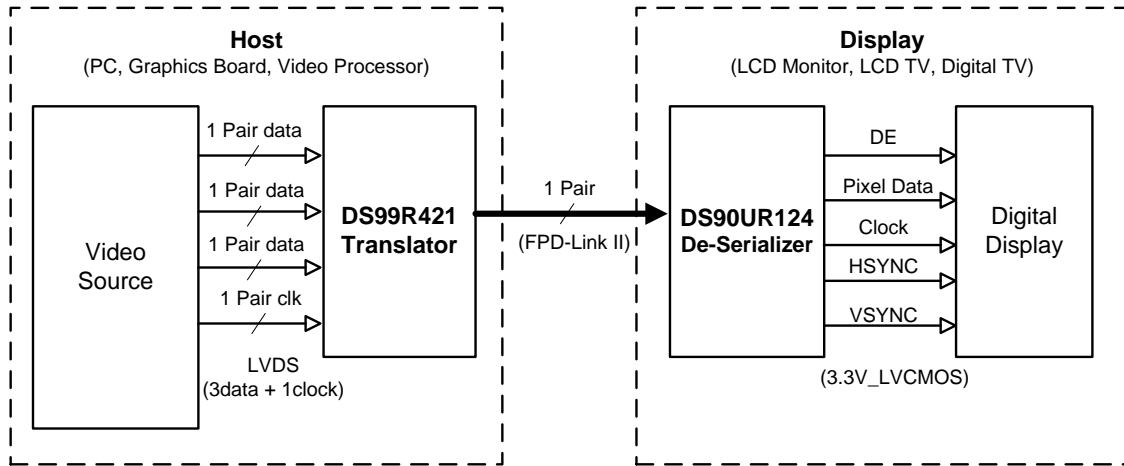 Host
(PC, Graphics Board, Video Processor)
Video
Source
1 Pair data
1 Pair data
1 Pair data
1 Pair clk
LVDS
(3data + 1clock)
DS99R421
Translator
1 Pair
(FPD-Link II)
Display
(LCD Monitor, LCD TV, Digital TV)
DS90UR124
De-Serializer
DE
Pixel Data
Clock
HSYNC
VSYNC
(3.3V_LVCMOS)
Digital
Display